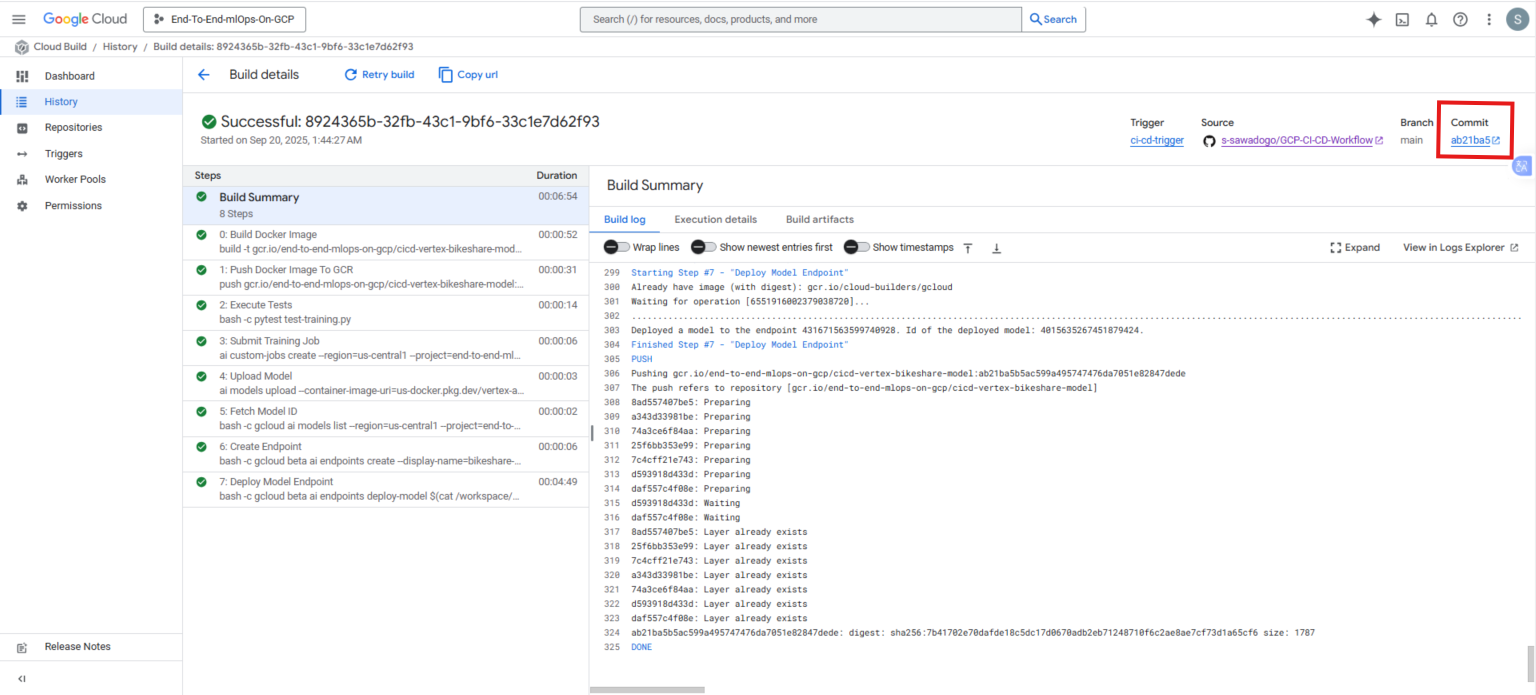 Google Cloud
End-To-End-mlOps-On-GCP
Search (/) for resources, docs, products, and more
Search
S
Cloud Build / History / Build details: 8924365b-32fb-43c1-9bf6-33c1e7d62f93
Dashboard
History
Repositories
Triggers
Worker Pools
Permissions
Release Notes
Build details
Retry build
Copy url
Successful: 8924365b-32fb-43c1-9bf6-33c1e7d62f93
Started on Sep 20, 2025, 1:44:27 AM
Trigger
ci-cd-trigger
Source
s-sawadogo/GCP-CI-CD-Workflow
Branch
main
Commit
ab21ba5
Steps Duration
Build Summary 00:06:54
8 Steps
0: Build Docker Image 00:00:52
build -t gcr.io/end-to-end-mlops-on-gcp/cicd-vertex-bikeshare-mod...
1: Push Docker Image To GCR 00:00:31
push gcr.io/end-to-end-mlops-on-gcp/cicd-vertex-bikeshare-model:...
2: Execute Tests 00:00:14
bash -c pytest test-training.py
3: Submit Training Job 00:00:06
ai custom-jobs create --region=us-central1 --project=end-to-end-ml...
4: Upload Model 00:00:03
ai models upload --container-image-uri=us-docker.pkg.dev/vertex-a...
5: Fetch Model ID 00:00:02
bash -c gcloud ai models list --region=us-central1 --project=end-to-...
6: Create Endpoint 00:00:06
bash -c gcloud beta ai endpoints create --display-name=bikeshare-...
7: Deploy Model Endpoint 00:04:49
bash -c gcloud beta ai endpoints deploy-model $(cat /workspace/...
Build Summary
Build log Execution details Build artifacts
Wrap lines Show newest entries first Show timestamps Expand View in Logs Explorer
299 Starting Step #7 - "Deploy Model Endpoint"
300 Already have image (with digest): gcr.io/cloud-builders/gcloud
301 Waiting for operation [6551916002379038720]...
302 ....................................................................................................................................................................
303 Deployed a model to the endpoint 431671563599740928. Id of the deployed model: 4015635267451879424.
304 Finished Step #7 - "Deploy Model Endpoint"
305 PUSH
306 Pushing gcr.io/end-to-end-mlops-on-gcp/cicd-vertex-bikeshare-model:ab21ba5b5ac599a495747476da7051e82847dede
307 The push refers to repository [gcr.io/end-to-end-mlops-on-gcp/cicd-vertex-bikeshare-model]
308 8ad557407be5: Preparing
309 a343d33981be: Preparing
310 74a3ce6f84aa: Preparing
311 25f6bb353e99: Preparing
312 7c4cff21e743: Preparing
313 d593918d433d: Preparing
314 daf557c4f08e: Preparing
315 d593918d433d: Waiting
316 daf557c4f08e: Waiting
317 8ad557407be5: Layer already exists
318 25f6bb353e99: Layer already exists
319 7c4cff21e743: Layer already exists
320 a343d33981be: Layer already exists
321 74a3ce6f84aa: Layer already exists
322 d593918d433d: Layer already exists
323 daf557c4f08e: Layer already exists
324 ab21ba5b5ac599a495747476da7051e82847dede: digest: sha256:7b41702e70dafde18c5dc17d0670adb2eb71248710f6c2ae8ae7cf73d1a65cf6 size: 1787
325 DONE